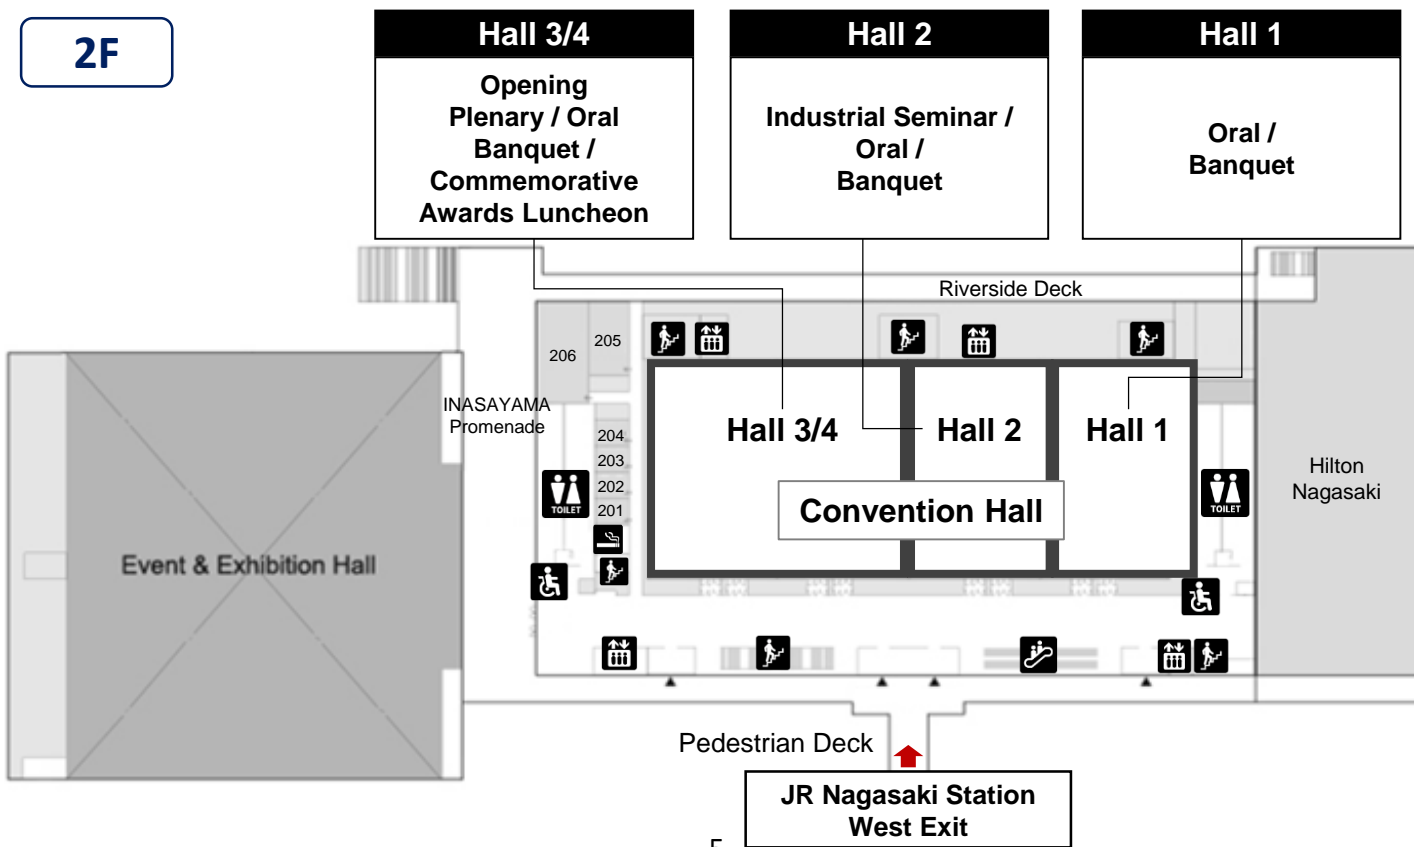 2F
Hall 3/4
Opening
Plenary / Oral
Banquet /
Commemorative
Awards Luncheon
Hall 2
Industrial Seminar /
Oral /
Banquet
Hall 1
Oral /
Banquet
Riverside Deck
205
206
INASAYAMA
Promenade
204
203
202
201
TOILET
Hall 3/4
Hall 2
Hall 1
Convention Hall
TOILET
Hilton
Nagasaki
Event & Exhibition Hall
Pedestrian Deck
JR Nagasaki Station
West Exit